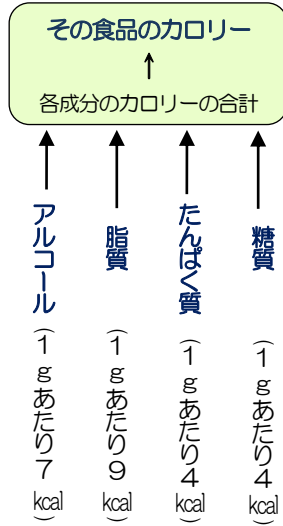 その食品のカロリー
↑
各成分のカロリーの合計
糖質（1gあたり4kcal）
たんぱく質（1gあたり4kcal）
脂質（1gあたり9kcal）
アルコール（1gあたり7kcal）